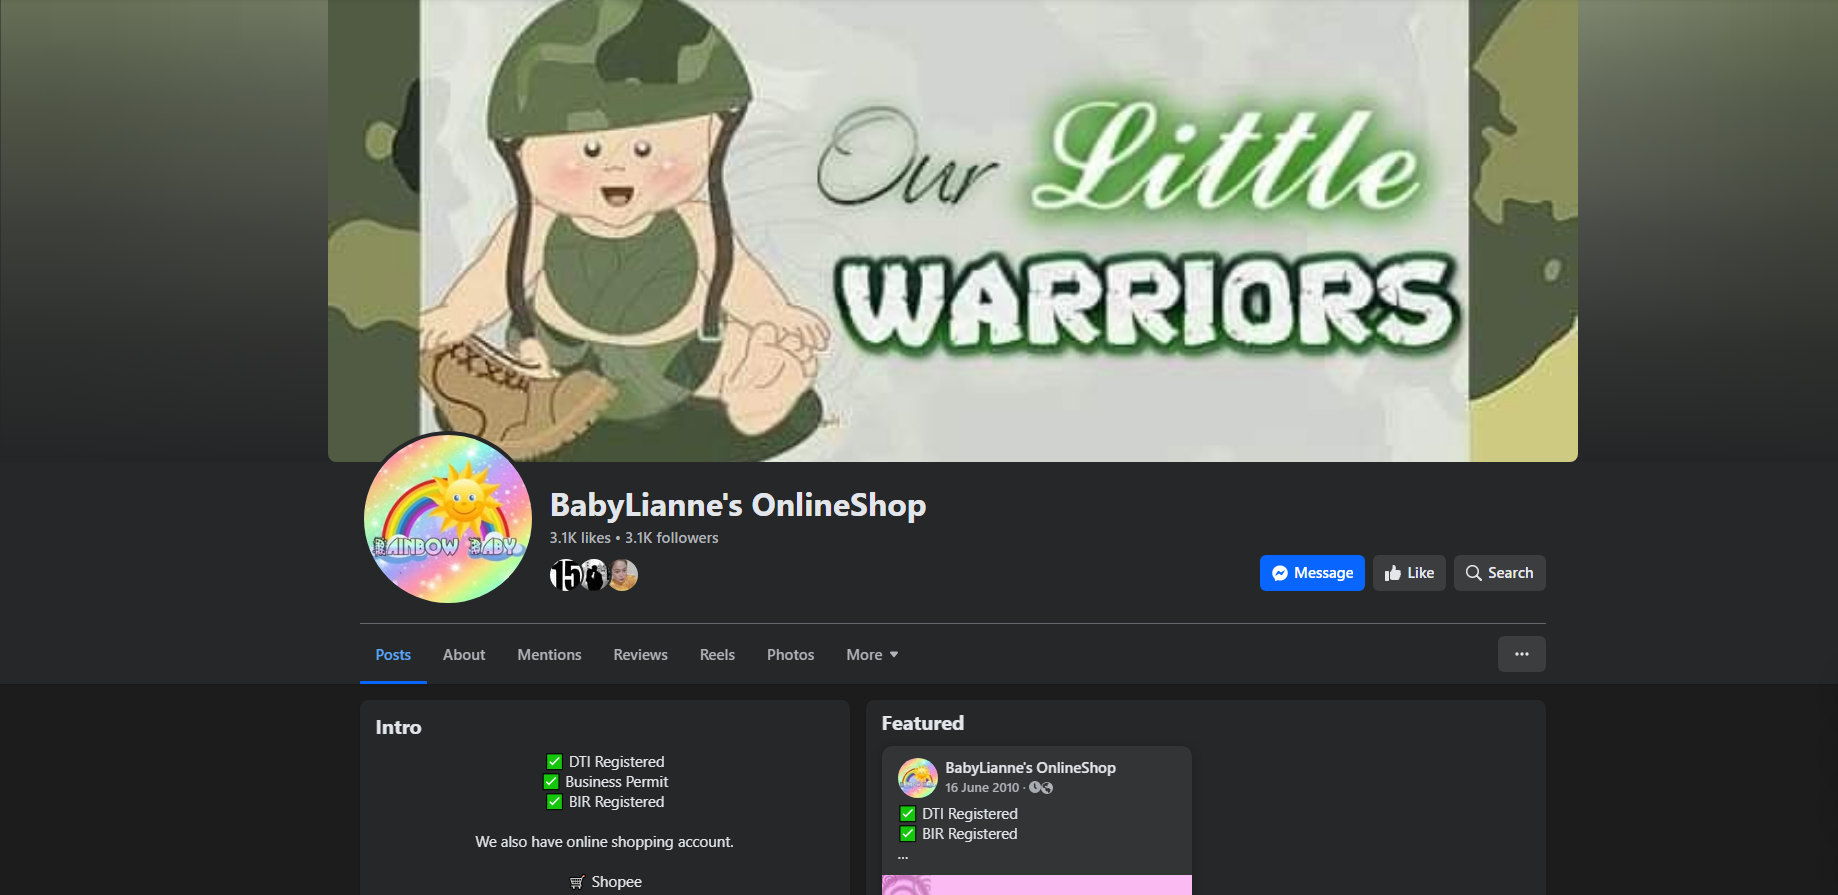 Our Little
WARRIORS
RAINBOW BABY
BabyLianne's OnlineShop
3.1K likes • 3.1K followers
15
Message
Like
Search
Posts
About
Mentions
Reviews
Reels
Photos
More
Intro
✅ DTI Registered
✅ Business Permit
✅ BIR Registered
We also have online shopping account.
🛒 Shopee
Featured
BabyLianne's OnlineShop
16 June 2010 ·
✅ DTI Registered
✅ BIR Registered
...